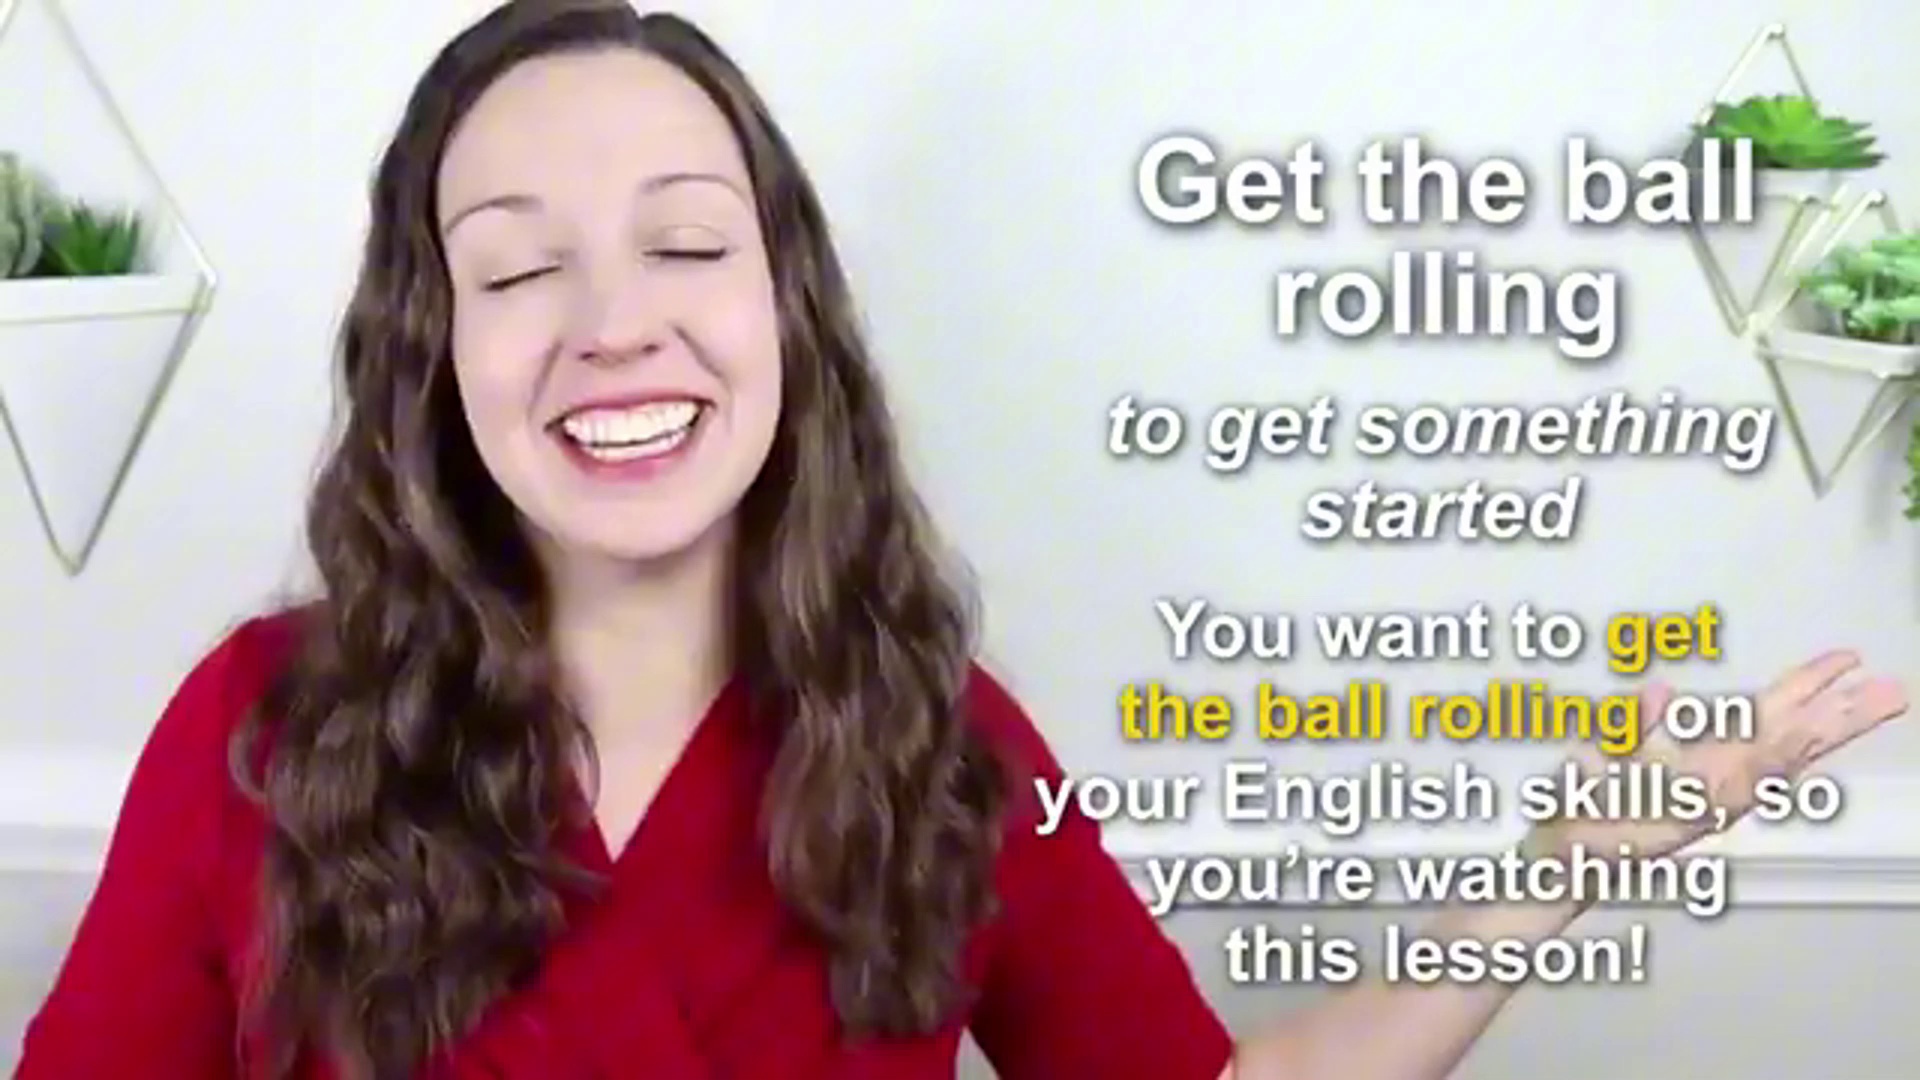 Get the ball
rolling
to get something
started
You want to get
the ball rolling on
your English skills, so
you’re watching
this lesson!